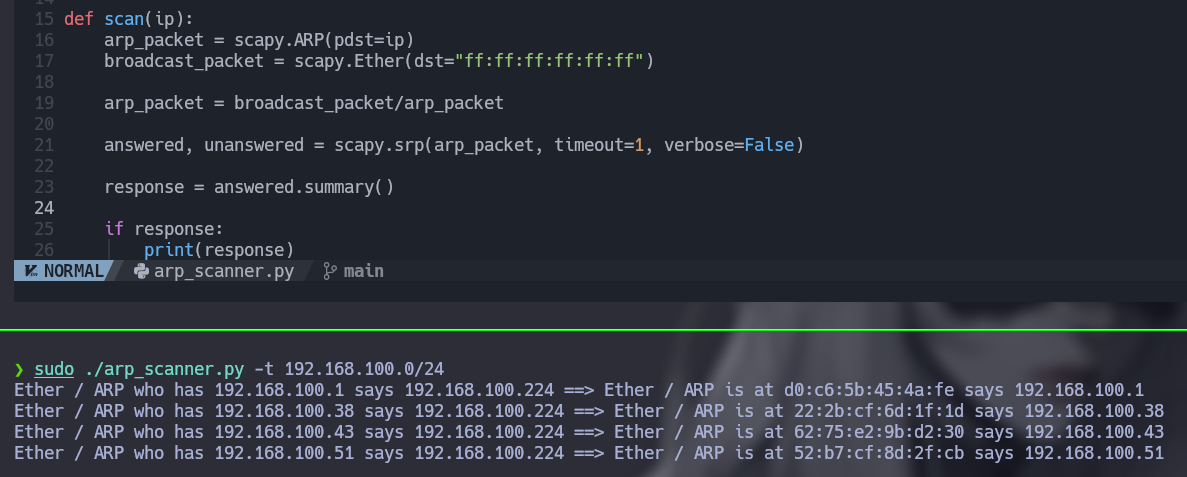 14
15 def scan(ip):
16     arp_packet = scapy.ARP(pdst=ip)
17     broadcast_packet = scapy.Ether(dst="ff:ff:ff:ff:ff:ff")
18
19     arp_packet = broadcast_packet/arp_packet
20
21     answered, unanswered = scapy.srp(arp_packet, timeout=1, verbose=False)
22
23     response = answered.summary()
24
25     if response:
26         print(response)
NORMAL arp_scanner.py main
❯ sudo ./arp_scanner.py -t 192.168.100.0/24
Ether / ARP who has 192.168.100.1 says 192.168.100.224 ==> Ether / ARP is at d0:c6:5b:45:4a:fe says 192.168.100.1
Ether / ARP who has 192.168.100.38 says 192.168.100.224 ==> Ether / ARP is at 22:2b:cf:6d:1f:1d says 192.168.100.38
Ether / ARP who has 192.168.100.43 says 192.168.100.224 ==> Ether / ARP is at 62:75:e2:9b:d2:30 says 192.168.100.43
Ether / ARP who has 192.168.100.51 says 192.168.100.224 ==> Ether / ARP is at 52:b7:cf:8d:2f:cb says 192.168.100.51